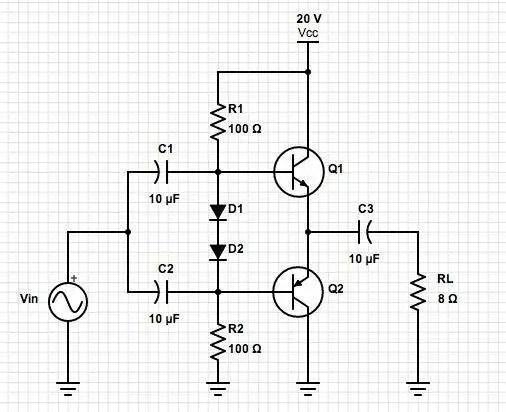 20 V
Vcc
R1
100 Ω
C1
Q1
10 µF
D1
C3
D2
10 µF
C2
RL
8 Ω
+
Vin
Q2
10 µF
R2
100 Ω